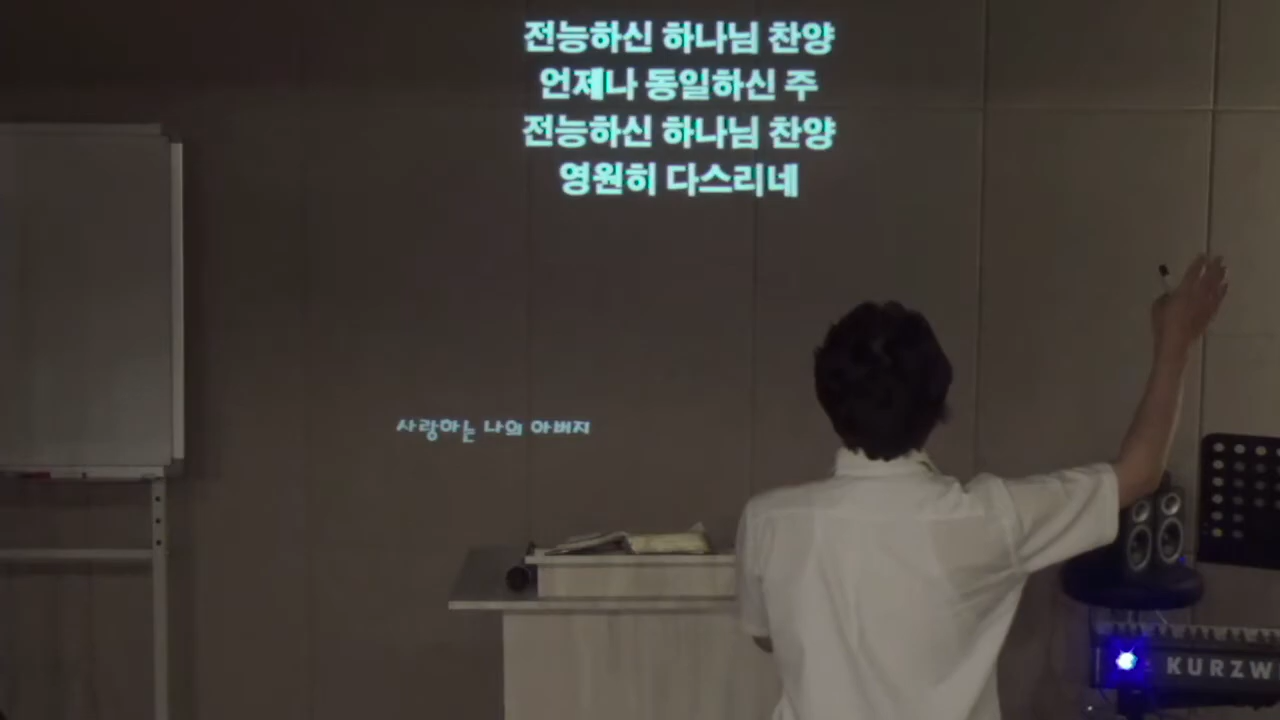 전능하신 하나님 찬양
언제나 동일하신 주
전능하신 하나님 찬양
영원히 다스리네
사랑하는 나의 아버지
KURZW